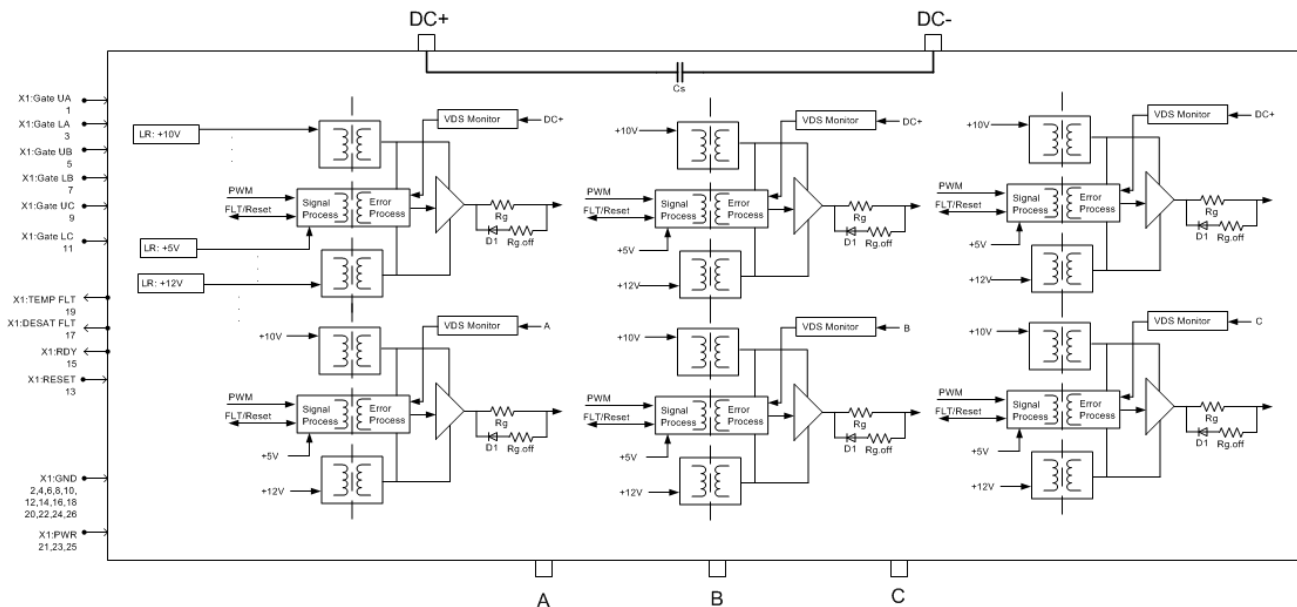 DC+
DC-
Cs
X1:Gate UA
1
X1:Gate LA
3
X1:Gate UB
5
X1:Gate LB
7
X1:Gate UC
9
X1:Gate LC
11
X1:TEMP FLT
19
X1:DESAT FLT
17
X1:RDY
15
X1:RESET
13
X1:GND
2,4,6,8,10,
12,14,16,18
20,22,24,26
X1:PWR
21,23,25
LR: +10V
VDS Monitor
DC+
PWM
FLT/Reset
Signal
Process
Error
Process
Rg
D1
Rg.off
LR: +5V
LR: +12V
+10V
VDS Monitor
DC+
PWM
FLT/Reset
Signal
Process
Error
Process
Rg
D1
Rg.off
+5V
+12V
+10V
VDS Monitor
DC+
PWM
FLT/Reset
Signal
Process
Error
Process
Rg
D1
Rg.off
+5V
+12V
+10V
VDS Monitor
A
PWM
FLT/Reset
Signal
Process
Error
Process
Rg
D1
Rg.off
+5V
+12V
+10V
VDS Monitor
B
PWM
FLT/Reset
Signal
Process
Error
Process
Rg
D1
Rg.off
+5V
+12V
+10V
VDS Monitor
C
PWM
FLT/Reset
Signal
Process
Error
Process
Rg
D1
Rg.off
+5V
+12V
A
B
C